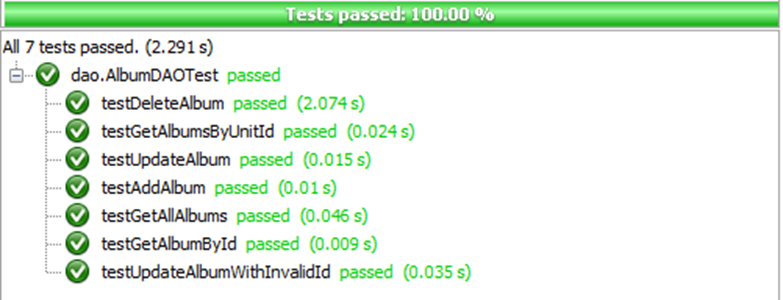 Tests passed: 100.00 %
All 7 tests passed. (2.291 s)
dao.AlbumDAOTest passed
testDeleteAlbum passed (2.074 s)
testGetAlbumsByUnitId passed (0.024 s)
testUpdateAlbum passed (0.015 s)
testAddAlbum passed (0.01 s)
testGetAllAlbums passed (0.046 s)
testGetAlbumById passed (0.009 s)
testUpdateAlbumWithInvalidId passed (0.035 s)